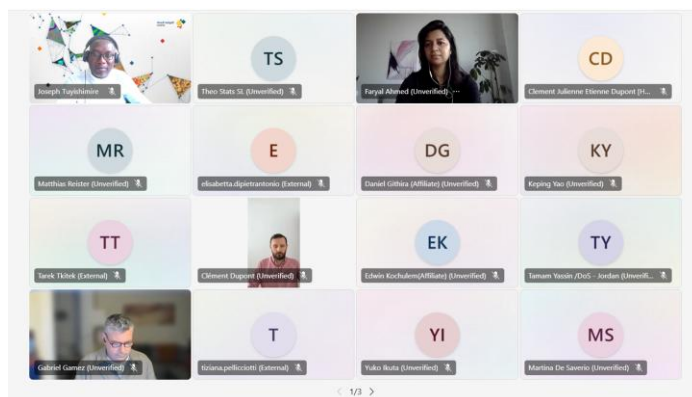 Joseph Tuyishimire
TS
Theo Stats SL (Unverified)
Faryal Ahmed (Unverified) ...
CD
Clement Julienne Etienne Dupont [H...
MR
Matthias Reister (Unverified)
E
elisabetta.dipietrantonio (External)
DG
Daniel Githira (Affiliate) (Unverified)
KY
Keping Yao (Unverified)
TT
Tarek Tkitek (External)
Clément Dupont (Unverified)
EK
Edwin Kochulem(Affiliate) (Unverified)
TY
Tamam Yassin /DoS - Jordan (Unverifi...
Gabriel Gamez (Unverified)
T
tiziana.pellicciotti (External)
YI
Yuko Ikuta (Unverified)
MS
Martina De Saverio (Unverified)
1/3